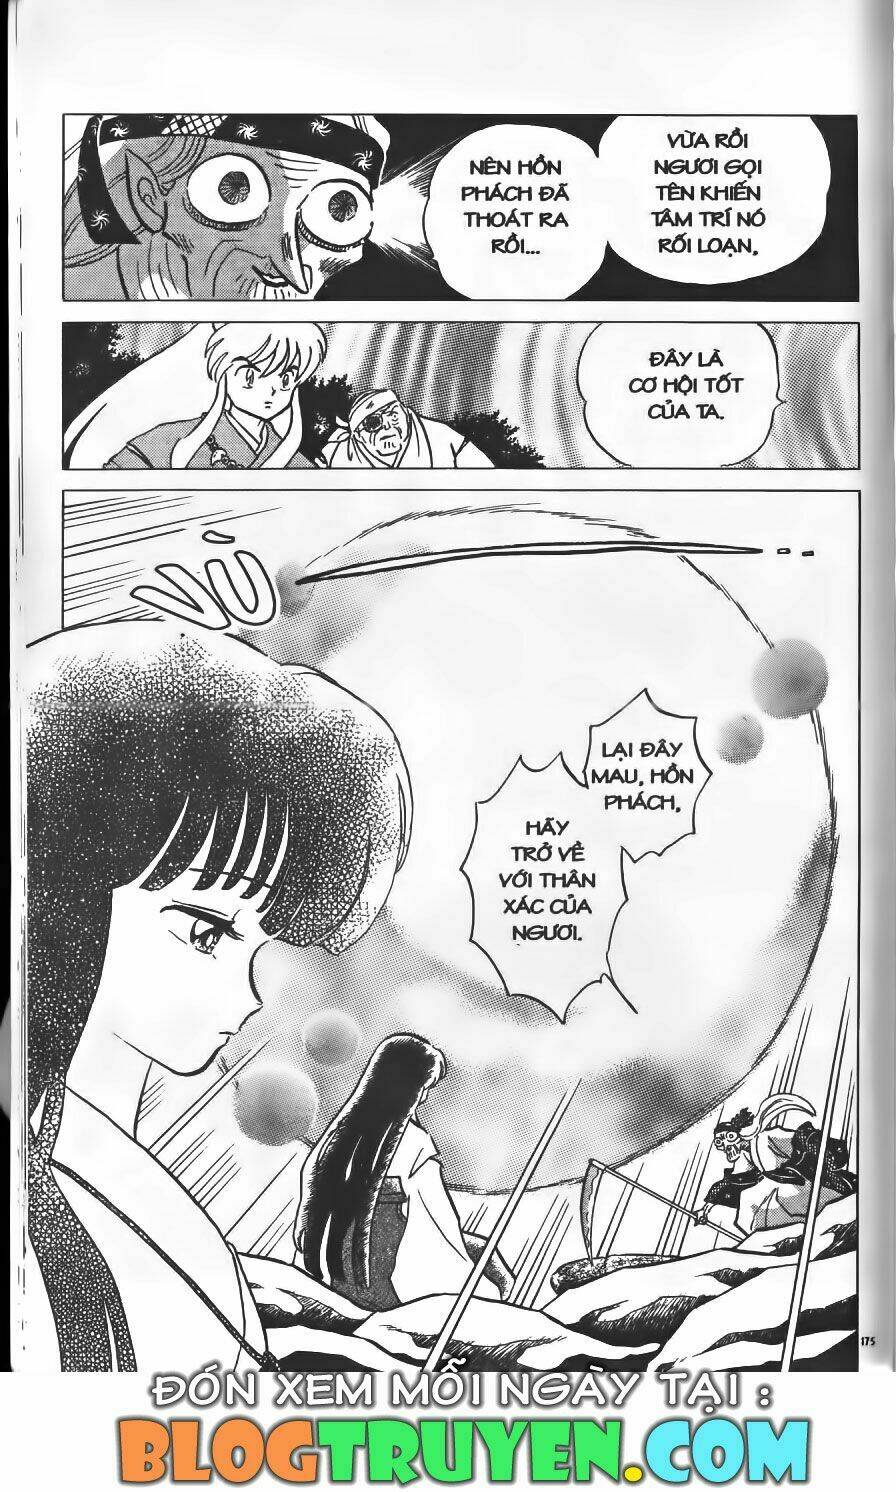 VỪA RỒI
NGƯƠI GỌI
TÊN KHIẾN
TÂM TRÍ NÓ
RỐI LOẠN,
NÊN HỒN
PHÁCH ĐÃ
THOÁT RA
RỒI...
ĐÂY LÀ
CƠ HỘI TỐT
CỦA TA.
VÙ
LẠI ĐÂY
MAU, HỒN
PHÁCH,
HÃY
TRỞ VỀ
VỚI THÂN
XÁC CỦA
NGƯƠI.
175
ĐÓN XEM MỖI NGÀY TẠI :
BLOGTRUYEN.COM